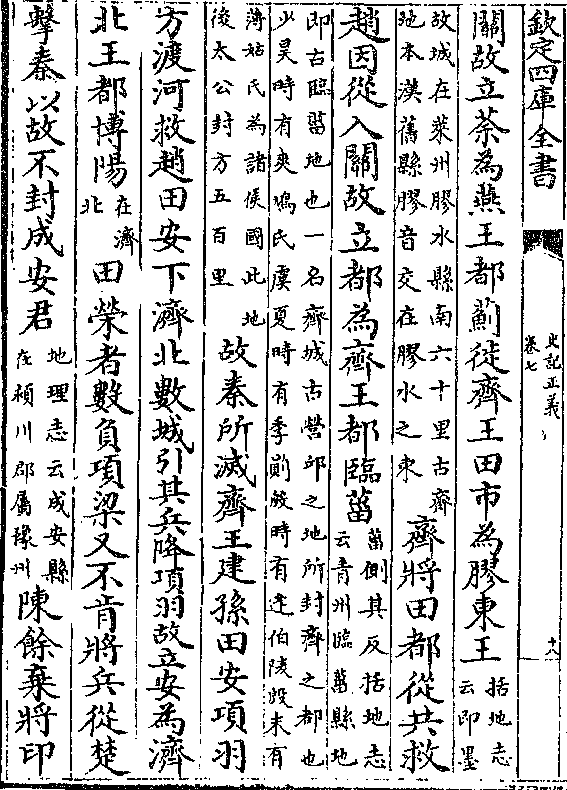 欽定四庫全書
史記正義
卷七
十八
關故立荼為燕王都薊徙齊王田市為膠東王括地志云即墨
故城在萊州膠水縣南六十里古齊地本漢舊縣膠音交在膠水之東齊將田都從共救
趙因從入關故立都為齊王都臨菑菑側其反括地志云青州臨菑縣地
即古臨菑地也一名齊城古營邱之地所封齊之都也少昊時有爽鳩氏虞夏時有季崱殷時有逄伯陵殷末有
薄姑氏為諸侯國此地後太公封方五百里故秦所滅齊王建孫田安項羽
方渡河救趙田安下濟北數城引其兵降項羽故立安為濟
北王都博陽在濟北田榮者數負項梁又不肯將兵從楚
擊秦以故不封成安君地理志云成安縣在潁川郡屬豫州陳餘棄將印